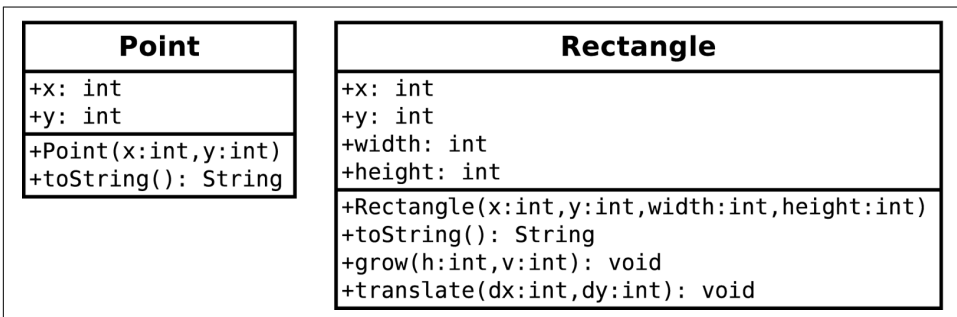 Point
+x: int
+y: int
+Point(x:int,y:int)
+toString(): String
Rectangle
+x: int
+y: int
+width: int
+height: int
+Rectangle(x:int,y:int,width:int,height:int)
+toString(): String
+grow(h:int,v:int): void
+translate(dx:int,dy:int): void